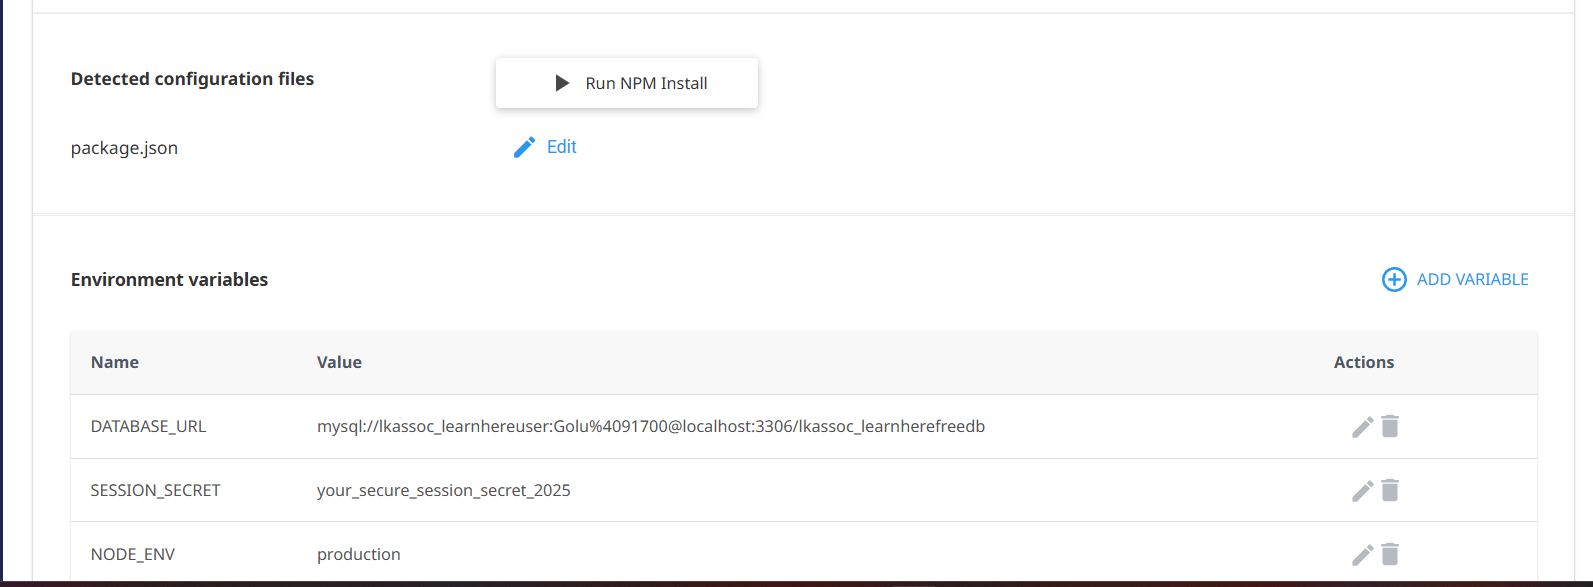 Detected configuration files
Run NPM Install
package.json
Edit
Environment variables
ADD VARIABLE
Name Value Actions
DATABASE_URL mysql://lkassoc_learnhereuser:Golu%4091700@localhost:3306/lkassoc_learnherefreedb
SESSION_SECRET your_secure_session_secret_2025
NODE_ENV production